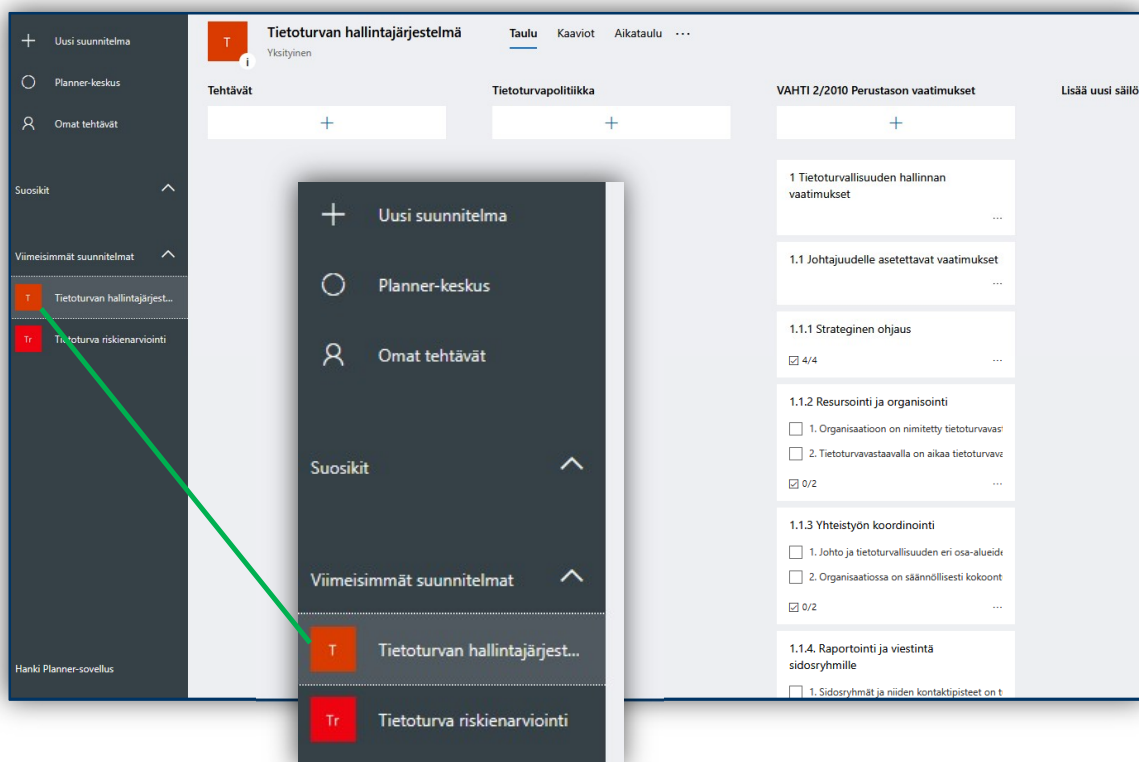 Uusi suunnitelma
Planner-keskus
Omat tehtävät
Suosikit
Viimeisimmät suunnitelmat
T
Tietoturvan hallintajärjest...
Tr
Tietoturva riskienarviointi
Hanki Planner-sovellus
T
i
Tietoturvan hallintajärjestelmä
Yksityinen
Taulu Kaaviot Aikataulu ...
Tehtävät
Tietoturvapolitiikka
VAHTI 2/2010 Perustason vaatimukset
Lisää uusi säilö
1 Tietoturvallisuuden hallinnan
vaatimukset
1.1 Johtajuudelle asetettavat vaatimukset
1.1.1 Strateginen ohjaus
4/4
1.1.2 Resursointi ja organisointi
1. Organisaatioon on nimitetty tietoturvavas
2. Tietoturvavastaavalla on aikaa tietoturvava
0/2
1.1.3 Yhteistyön koordinointi
1. Johto ja tietoturvallisuuden eri osa-alueide
2. Organisaatiossa on säännöllisesti kokoont
0/2
1.1.4. Raportointi ja viestintä
sidosryhmille
1. Sidosryhmät ja niiden kontaktipisteet on
Uusi suunnitelma
Planner-keskus
Omat tehtävät
Suosikit
Viimeisimmät suunnitelmat
T
Tietoturvan hallintajärjest...
Tr
Tietoturva riskienarviointi